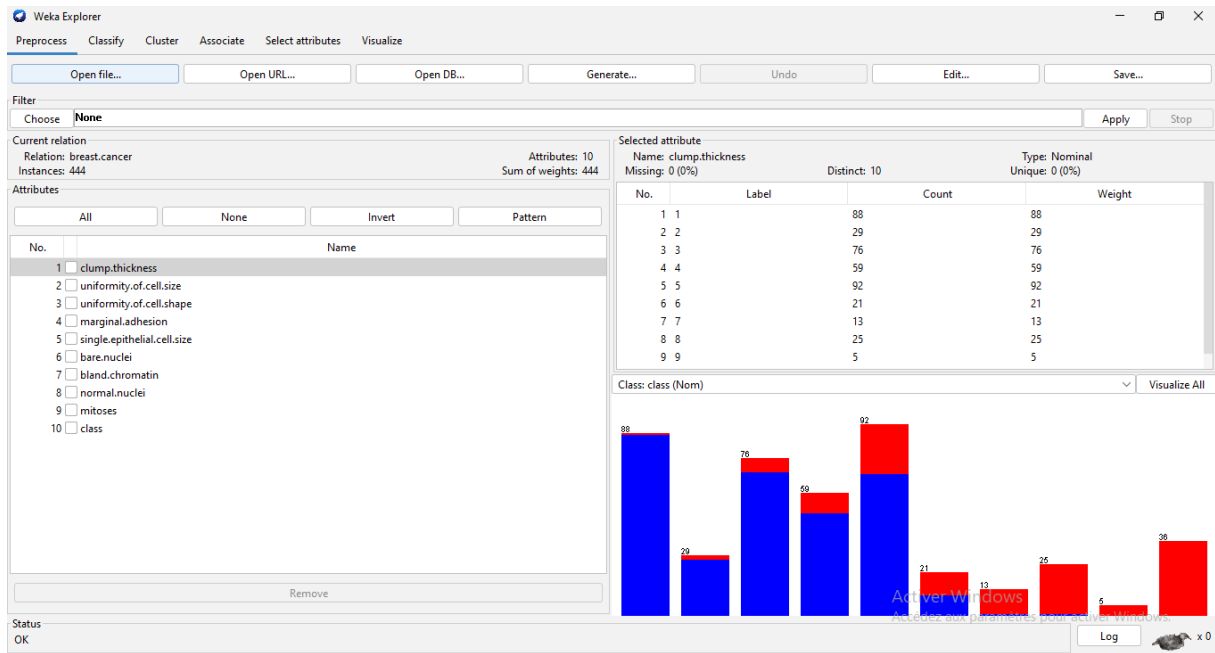 Weka Explorer
Preprocess Classify Cluster Associate Select attributes Visualize
Open file... Open URL... Open DB... Generate... Undo Edit... Save...
Filter
Choose None Apply Stop
Current relation
Relation: breast.cancer Attributes: 10
Instances: 444 Sum of weights: 444
Attributes
All None Invert Pattern
No. Name
1 clump.thickness
2 uniformity.of.cell.size
3 uniformity.of.cell.shape
4 marginal.adhesion
5 single.epithelial.cell.size
6 bare.nuclei
7 bland.chromatin
8 normal.nuclei
9 mitoses
10 class
Remove
Selected attribute
Name: clump.thickness Type: Nominal
Missing: 0 (0%) Distinct: 10 Unique: 0 (0%)
No. Label Count Weight
1 1 88 88
2 2 29 29
3 3 76 76
4 4 59 59
5 5 92 92
6 6 21 21
7 7 13 13
8 8 25 25
9 9 5 5
Class: class (Nom) Visualize All
88 29 76 59 92 21 13 25 5 36
Activer Windows
Accédez aux paramètres pour activer Windows.
Status
OK
Log x 0